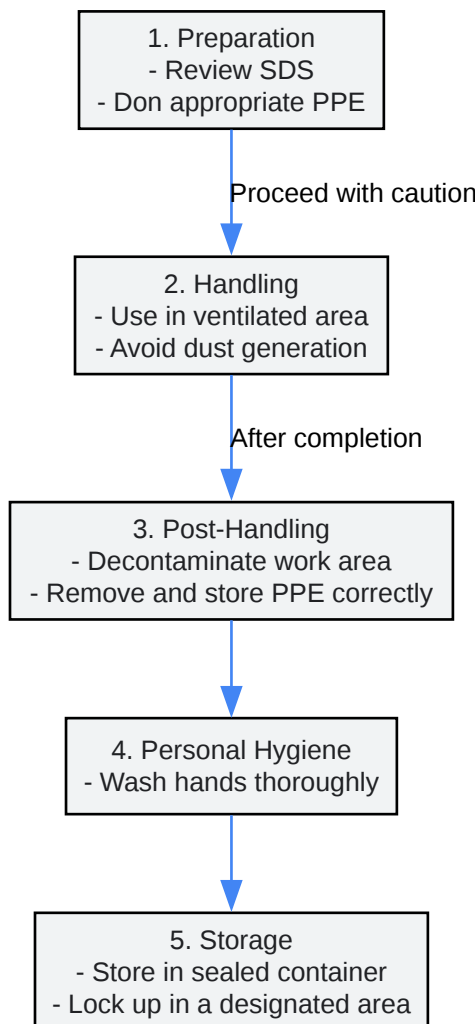 1. Preparation
- Review SDS
- Don appropriate PPE
Proceed with caution
2. Handling
- Use in ventilated area
- Avoid dust generation
After completion
3. Post-Handling
- Decontaminate work area
- Remove and store PPE correctly
4. Personal Hygiene
- Wash hands thoroughly
5. Storage
- Store in sealed container
- Lock up in a designated area